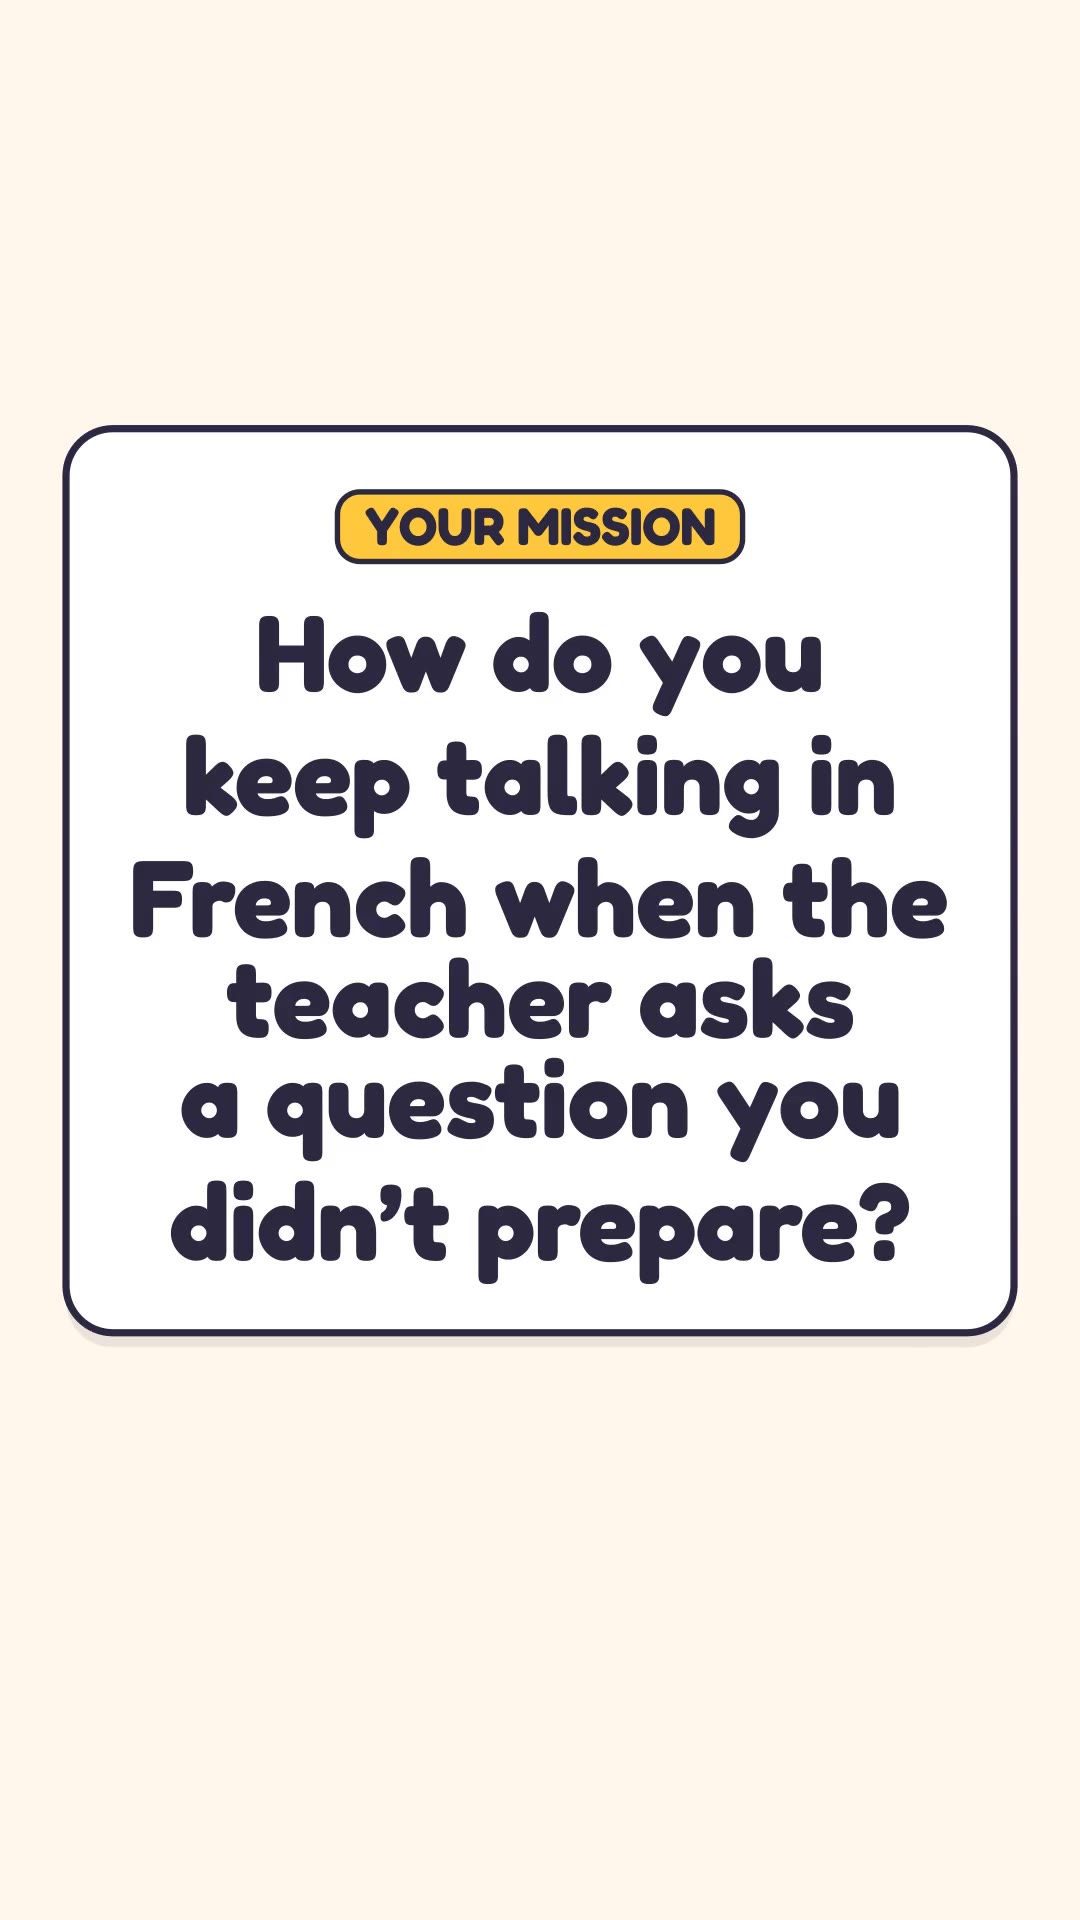 YOUR MISSION
How do you
keep talking in
French when the
teacher asks
a question you
didn’t prepare?